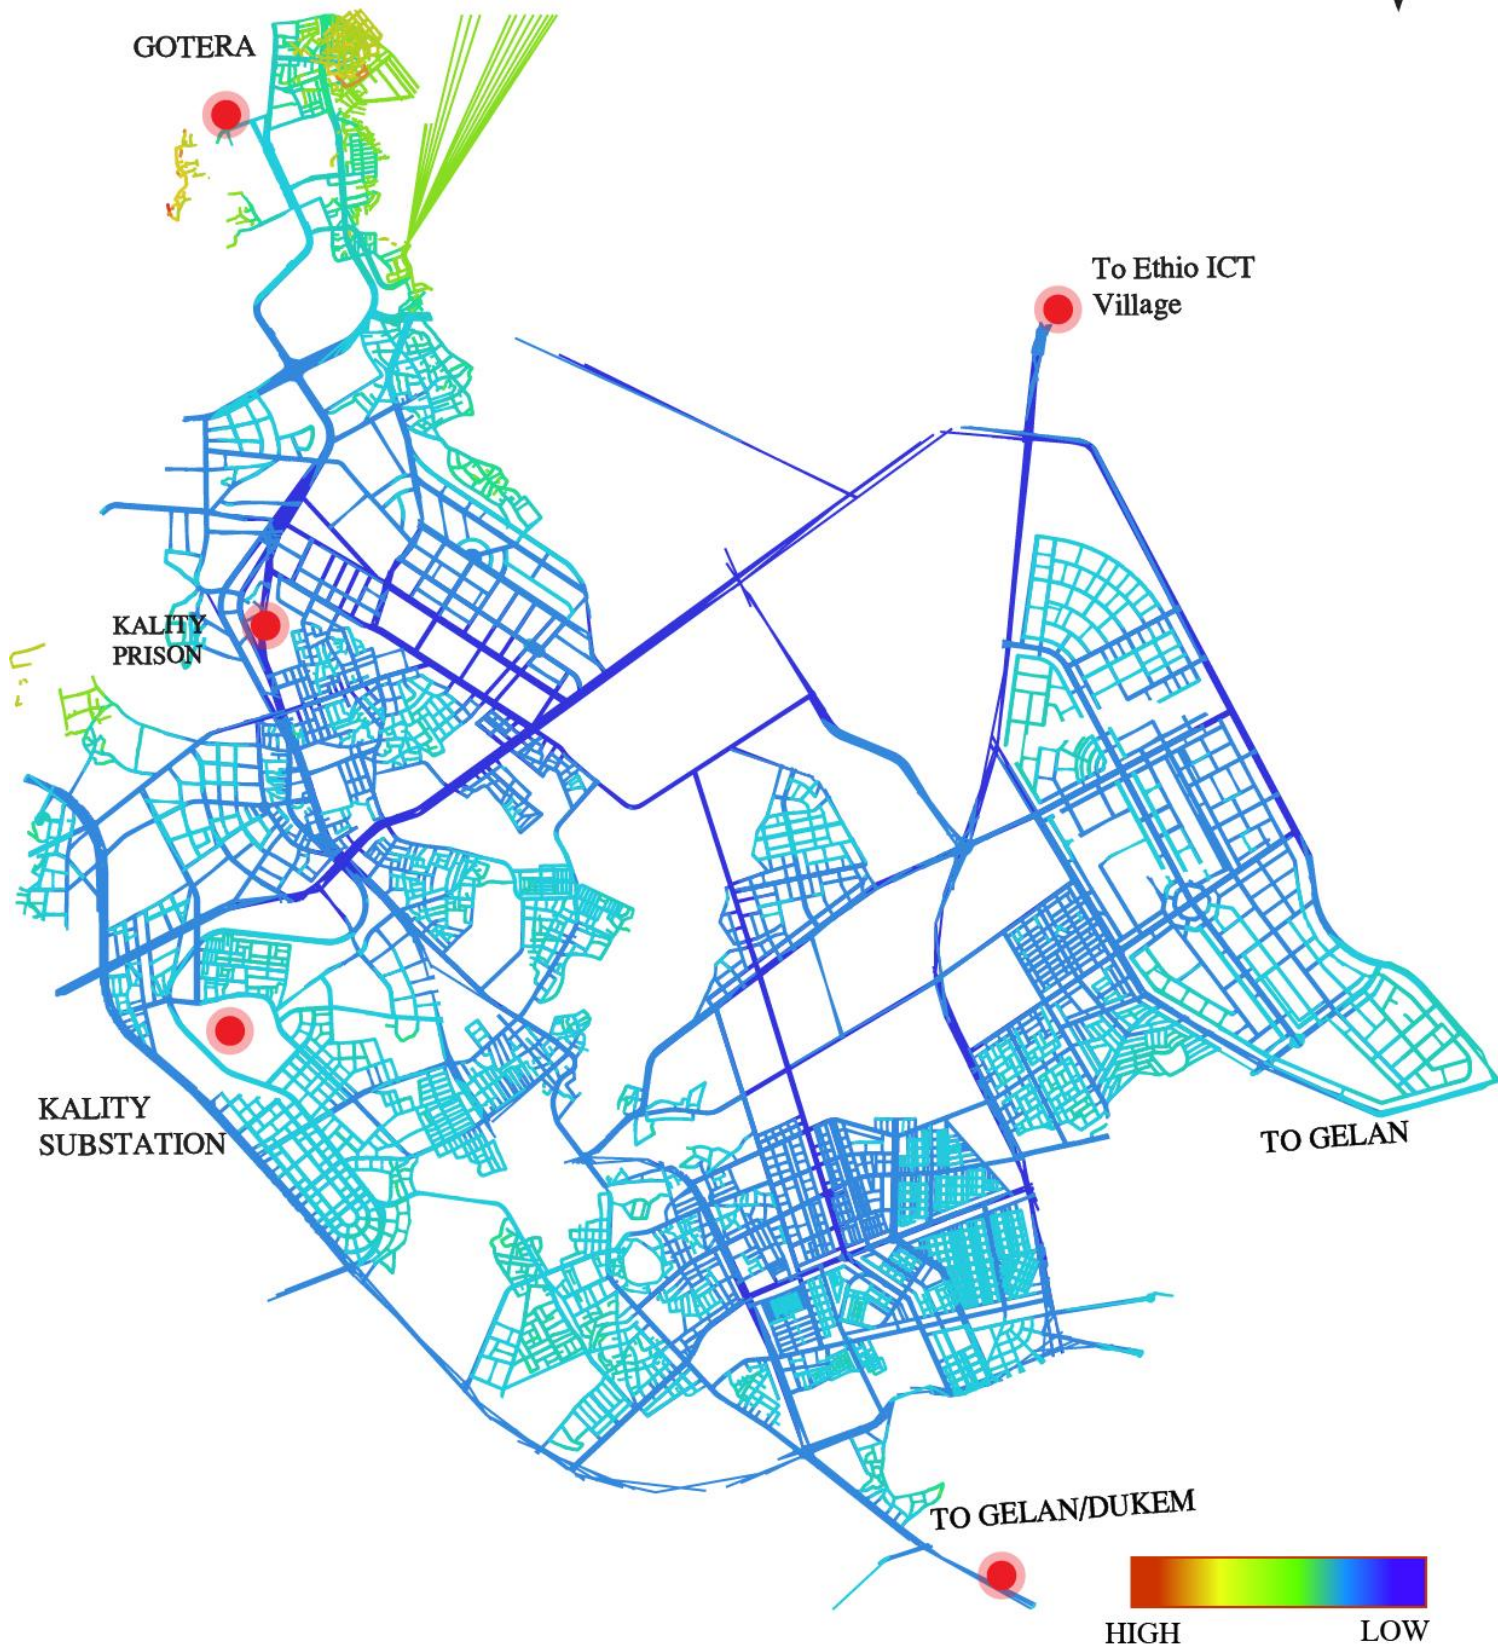 GOTERA
To Ethio ICT
Village
KALITY
PRISON
KALITY
SUBSTATION
TO GELAN
TO GELAN/DUKEM
HIGH
LOW